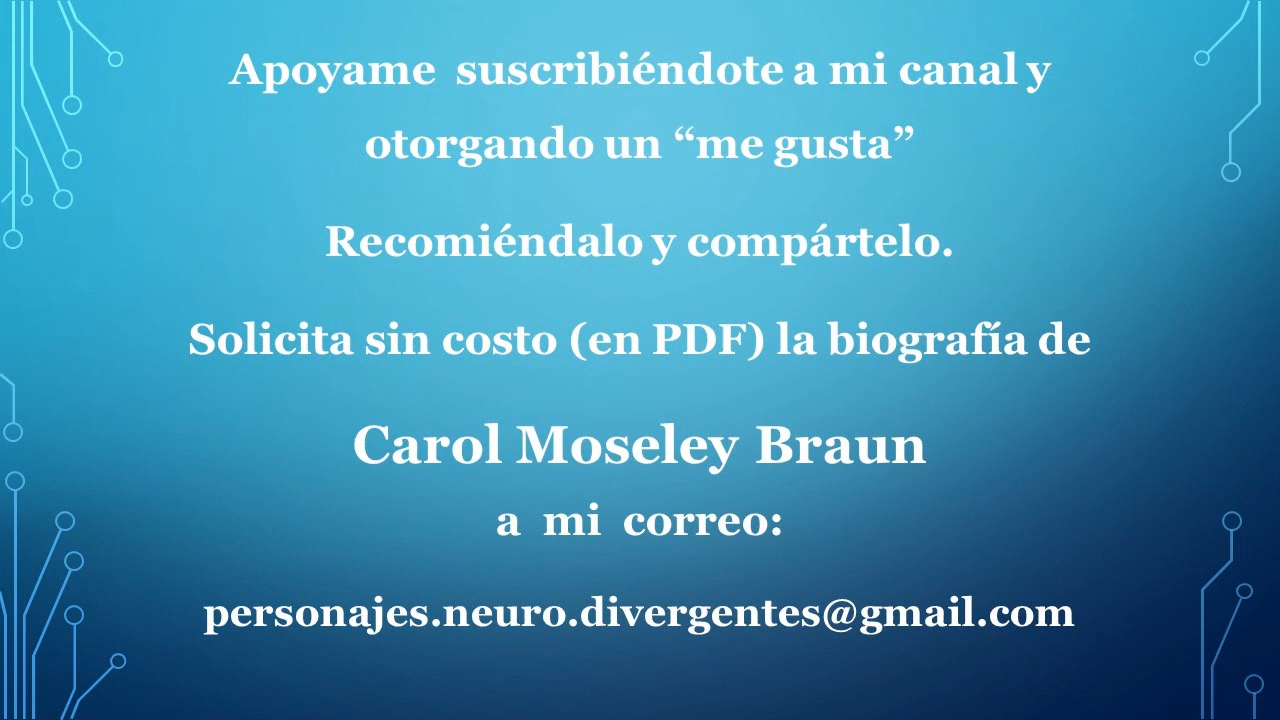 Apoyame suscribiéndote a mi canal y
otorgando un “me gusta”
Recomiéndalo y compártelo.
Solicita sin costo (en PDF) la biografía de
Carol Moseley Braun
a mi correo:
personajes.neuro.divergentes@gmail.com